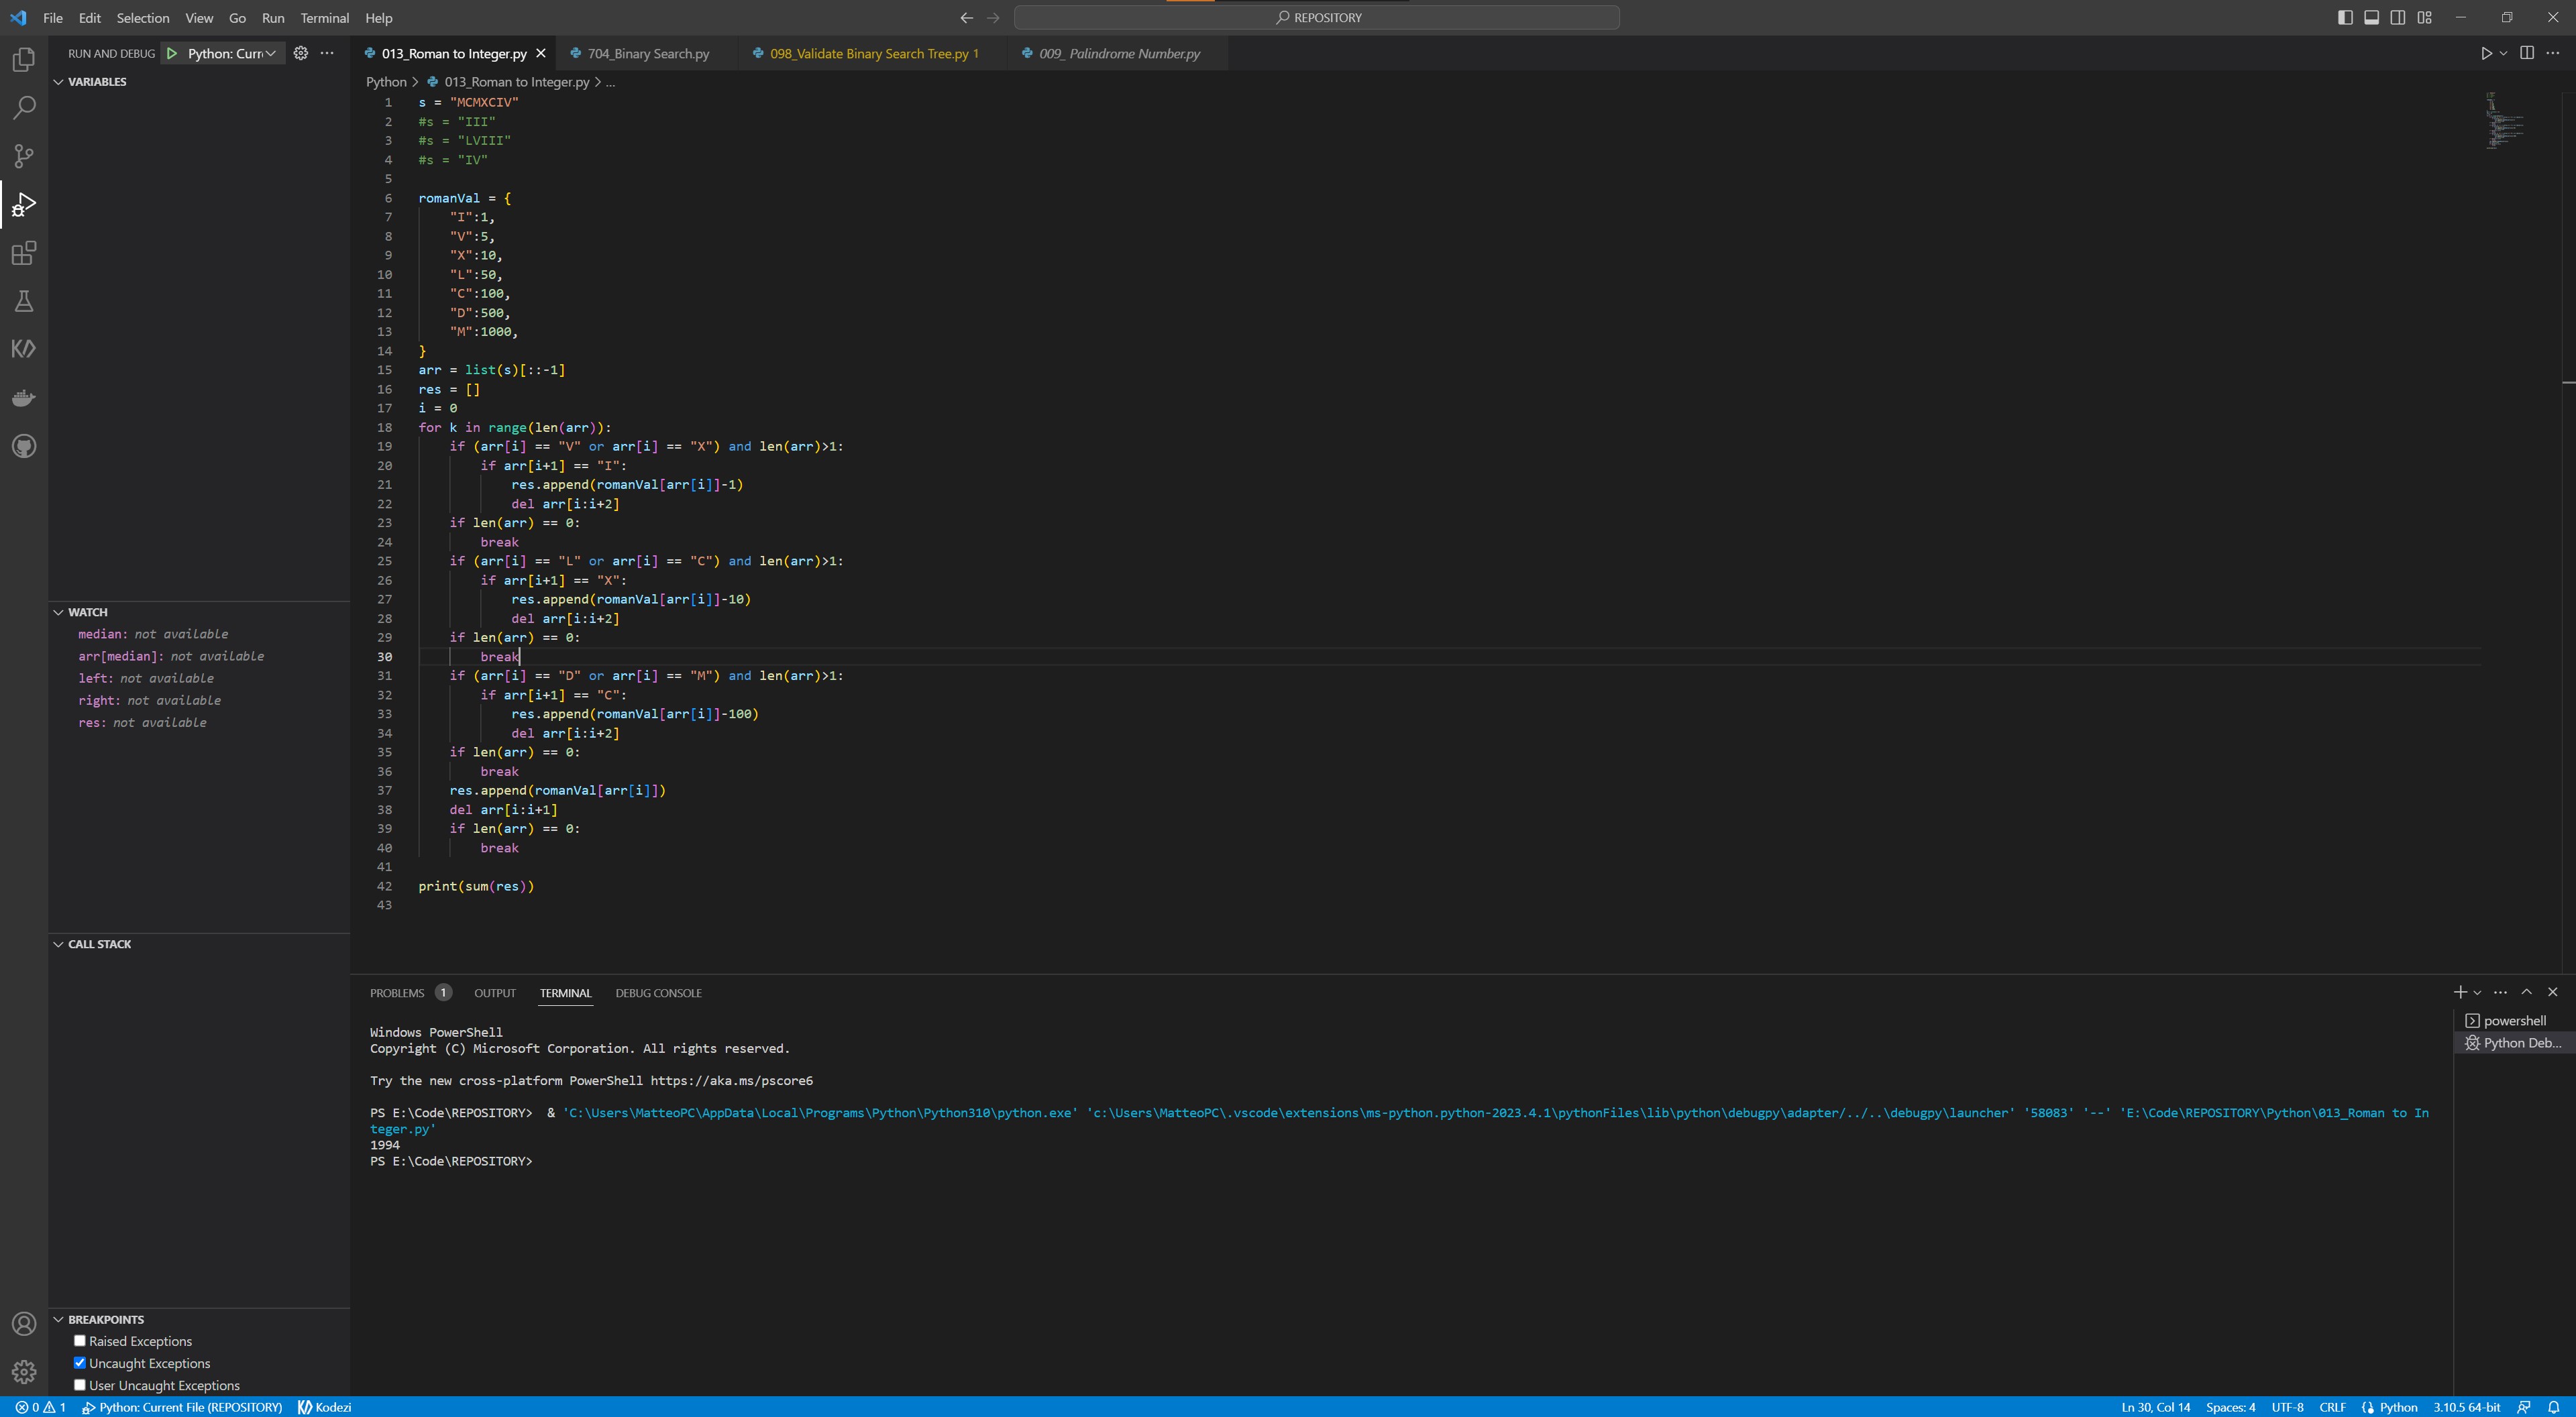 File Edit Selection View Go Run Terminal Help
REPOSITORY
RUN AND DEBUG Python: Curr
013_Roman to Integer.py 704_Binary Search.py 098_Validate Binary Search Tree.py 1 009_ Palindrome Number.py
VARIABLES
Python > 013_Roman to Integer.py > ...
1 s = "MCMXCIV"
2 #s = "III"
3 #s = "LVIII"
4 #s = "IV"
5
6 romanVal = {
7 "I":1,
8 "V":5,
9 "X":10,
10 "L":50,
11 "C":100,
12 "D":500,
13 "M":1000,
14 }
15 arr = list(s)[::-1]
16 res = []
17 i = 0
18 for k in range(len(arr)):
19 if (arr[i] == "V" or arr[i] == "X") and len(arr)>1:
20 if arr[i+1] == "I":
21 res.append(romanVal[arr[i]]-1)
22 del arr[i:i+2]
23 if len(arr) == 0:
24 break
25 if (arr[i] == "L" or arr[i] == "C") and len(arr)>1:
26 if arr[i+1] == "X":
27 res.append(romanVal[arr[i]]-10)
28 del arr[i:i+2]
29 if len(arr) == 0:
30 break
31 if (arr[i] == "D" or arr[i] == "M") and len(arr)>1:
32 if arr[i+1] == "C":
33 res.append(romanVal[arr[i]]-100)
34 del arr[i:i+2]
35 if len(arr) == 0:
36 break
37 res.append(romanVal[arr[i]])
38 del arr[i:i+1]
39 if len(arr) == 0:
40 break
41
42 print(sum(res))
43
WATCH
median: not available
arr[median]: not available
left: not available
right: not available
res: not available
CALL STACK
BREAKPOINTS
Raised Exceptions
Uncaught Exceptions
User Uncaught Exceptions
PROBLEMS 1 OUTPUT TERMINAL DEBUG CONSOLE
Windows PowerShell
Copyright (C) Microsoft Corporation. All rights reserved.
Try the new cross-platform PowerShell https://aka.ms/pscore6
PS E:\Code\REPOSITORY> & 'C:\Users\MatteoPC\AppData\Local\Programs\Python\Python310\python.exe' 'c:\Users\MatteoPC\.vscode\extensions\ms-python.python-2023.4.1\pythonFiles\lib\python\debugpy\adapter/../..\debugpy\launcher' '58083' '--' 'E:\Code\REPOSITORY\Python\013_Roman to In
teger.py'
1994
PS E:\Code\REPOSITORY>
powershell
Python Deb...
0 1 Python: Current File (REPOSITORY) Kodezi
Ln 30, Col 14 Spaces: 4 UTF-8 CRLF Python 3.10.5 64-bit